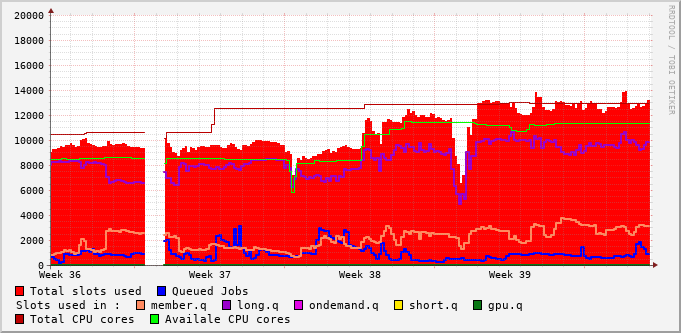 RRDTOOL / TOBI OETIKER
20000
18000
16000
14000
12000
10000
8000
6000
4000
2000
0
Week 36 Week 37 Week 38 Week 39
Total slots used Queued Jobs
Slots used in : member.q long.q ondemand.q short.q gpu.q
Total CPU cores Availale CPU cores